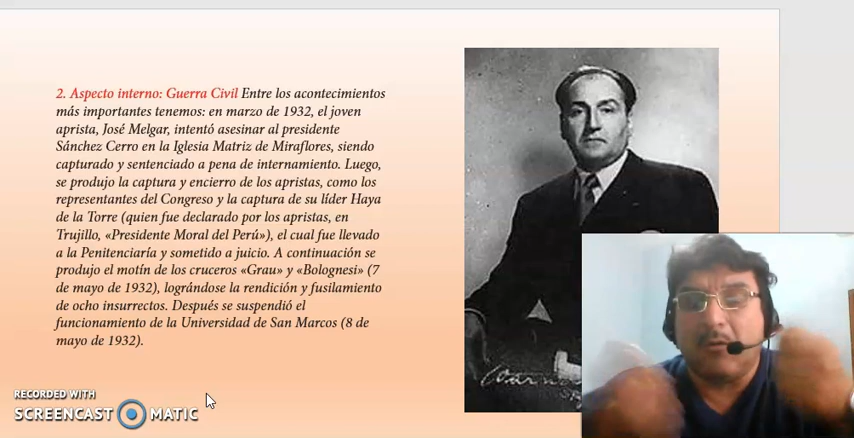 2. Aspecto interno: Guerra Civil Entre los acontecimientos
más importantes tenemos: en marzo de 1932, el joven
aprista, José Melgar, intentó asesinar al presidente
Sánchez Cerro en la Iglesia Matriz de Miraflores, siendo
capturado y sentenciado a pena de internamiento. Luego,
se produjo la captura y encierro de los apristas, como los
representantes del Congreso y la captura de su líder Haya
de la Torre (quien fue declarado por los apristas, en
Trujillo, «Presidente Moral del Perú»), el cual fue llevado
a la Penitenciaría y sometido a juicio. A continuación se
produjo el motín de los cruceros «Grau» y «Bolognesi» (7
de mayo de 1932), lográndose la rendición y fusilamiento
de ocho insurrectos. Después se suspendió el
funcionamiento de la Universidad de San Marcos (8 de
mayo de 1932).
RECORDED WITH
SCREENCAST MATIC